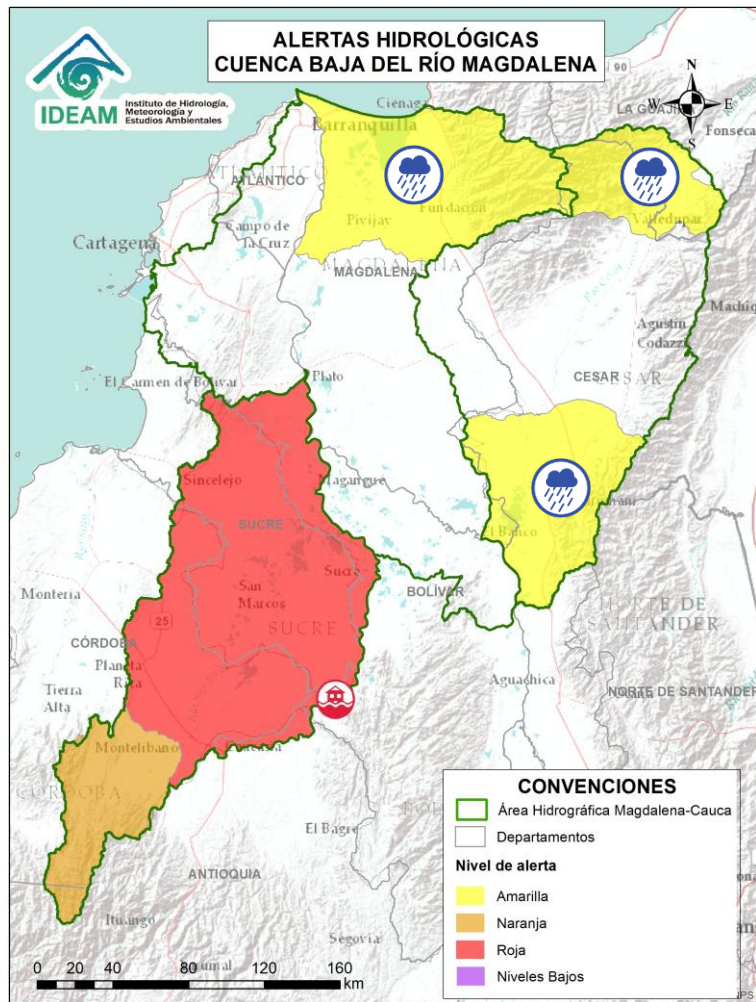 ALERTAS HIDROLÓGICAS
CUENCA BAJA DEL RÍO MAGDALENA
IDEAM
Instituto de Hidrología,
Meteorología y
Estudios Ambientales
N
W
E
S
90
LA GUAJI
Fonseca
Ciénaga
Barranquilla
ATLÁNTICO
Fundación
Pivijay
Valledupar
Campo de
la Cruz
Cartagena
MAGDALENA
MAGDALENA
Agustín
Codazzi
CESAR
CESAR
El Carmen de Bolívar
Plato
Sincelejo
Magangué
SUCRE
El Banco
Sucre
San
Marcos
BOLÍVAR
Montería
SUCRE
NORTE DE
SANTANDER
25
CÓRDOBA
Planeta
Rica
Tierra
Alta
Aguachica
NORTE DE SANTANDER
Montelíbano
El Bagre
ANTIOQUIA
Ituango
Segovia
CONVENCIONES
Área Hidrográfica Magdalena-Cauca
Departamentos
Nivel de alerta
Amarilla
Naranja
Roja
Niveles Bajos
0 20 40 80 120 160
km